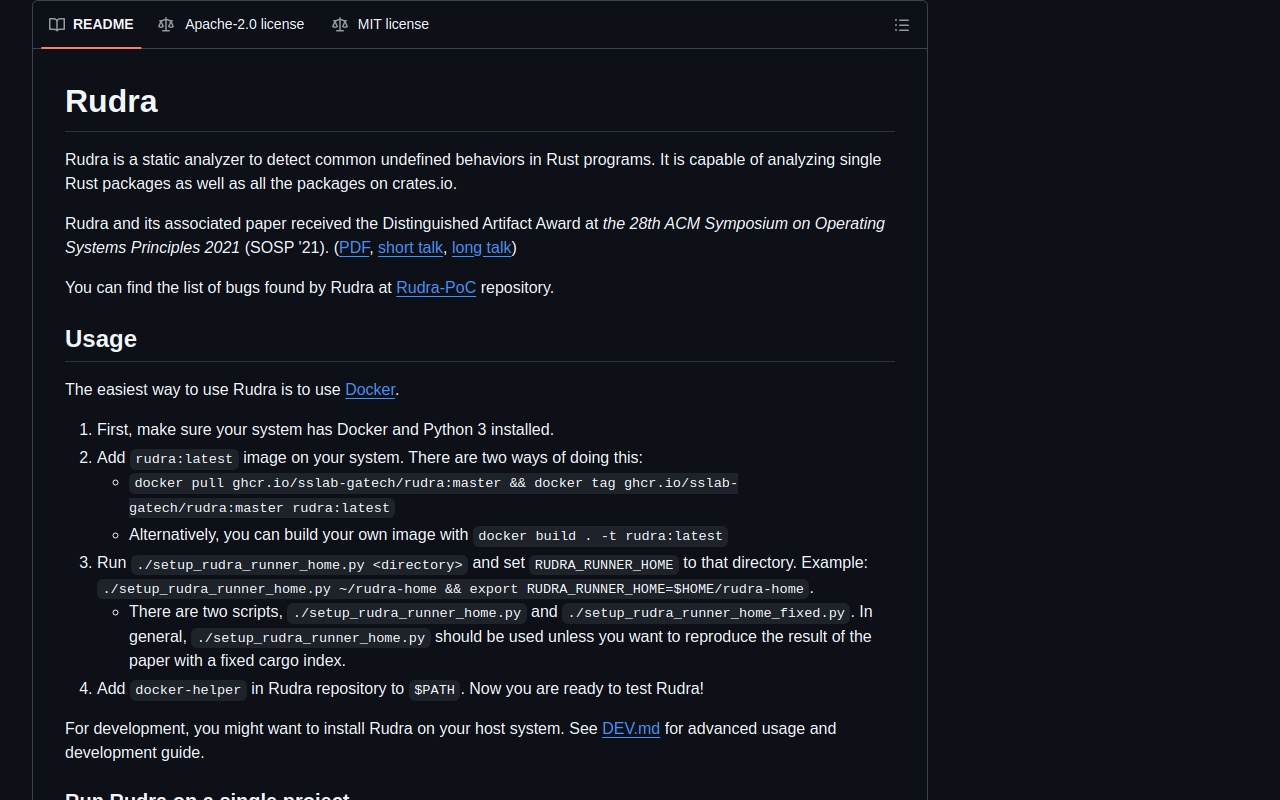 README Apache-2.0 license MIT license
Rudra
Rudra is a static analyzer to detect common undefined behaviors in Rust programs. It is capable of analyzing single
Rust packages as well as all the packages on crates.io.
Rudra and its associated paper received the Distinguished Artifact Award at the 28th ACM Symposium on Operating
Systems Principles 2021 (SOSP '21). (PDF, short talk, long talk)
You can find the list of bugs found by Rudra at Rudra-PoC repository.
Usage
The easiest way to use Rudra is to use Docker.
1. First, make sure your system has Docker and Python 3 installed.
2. Add rudra:latest image on your system. There are two ways of doing this:
docker pull ghcr.io/sslab-gatech/rudra:master && docker tag ghcr.io/sslab-
gatech/rudra:master rudra:latest
Alternatively, you can build your own image with docker build . -t rudra:latest
3. Run ./setup_rudra_runner_home.py <directory> and set RUDRA_RUNNER_HOME to that directory. Example:
./setup_rudra_runner_home.py ~/rudra-home && export RUDRA_RUNNER_HOME=$HOME/rudra-home .
There are two scripts, ./setup_rudra_runner_home.py and ./setup_rudra_runner_home_fixed.py . In
general, ./setup_rudra_runner_home.py should be used unless you want to reproduce the result of the
paper with a fixed cargo index.
4. Add docker-helper in Rudra repository to $PATH . Now you are ready to test Rudra!
For development, you might want to install Rudra on your host system. See DEV.md for advanced usage and
development guide.
Run Rudra on a single project